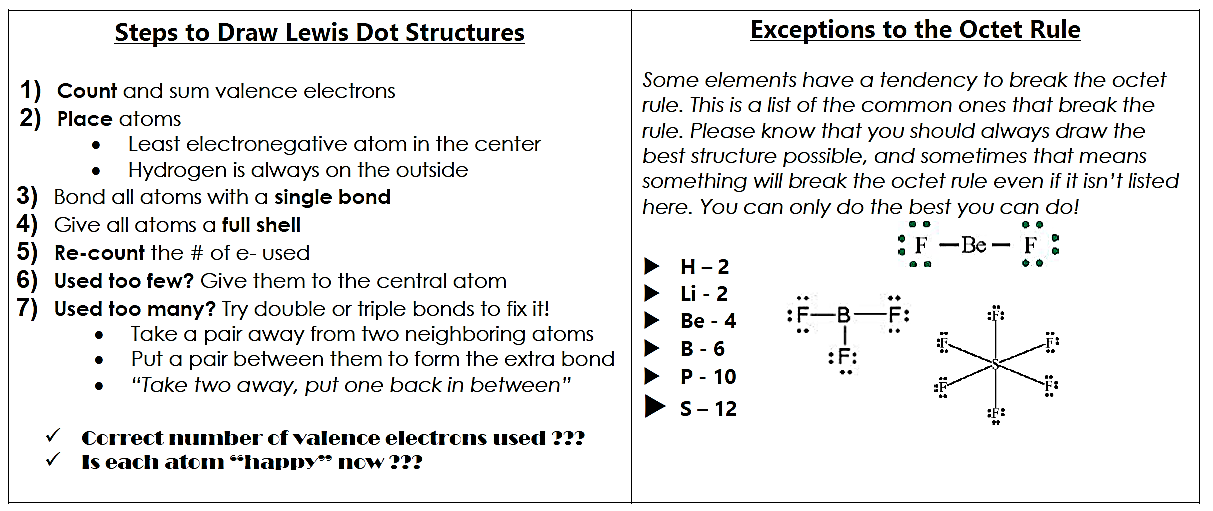 Steps to Draw Lewis Dot Structures
1) Count and sum valence electrons
2) Place atoms
• Least electronegative atom in the center
• Hydrogen is always on the outside
3) Bond all atoms with a single bond
4) Give all atoms a full shell
5) Re-count the # of e- used
6) Used too few? Give them to the central atom
7) Used too many? Try double or triple bonds to fix it!
• Take a pair away from two neighboring atoms
• Put a pair between them to form the extra bond
• “Take two away, put one back in between”
✓ Correct number of valence electrons used ???
✓ Is each atom “happy” now ???
Exceptions to the Octet Rule
Some elements have a tendency to break the octet
rule. This is a list of the common ones that break the
rule. Please know that you should always draw the
best structure possible, and sometimes that means
something will break the octet rule even if it isn’t listed
here. You can only do the best you can do!
F — Be — F
H – 2
Li - 2
Be - 4
B - 6
P - 10
S – 12
F—B—F
F
F
F F
S
F F
F